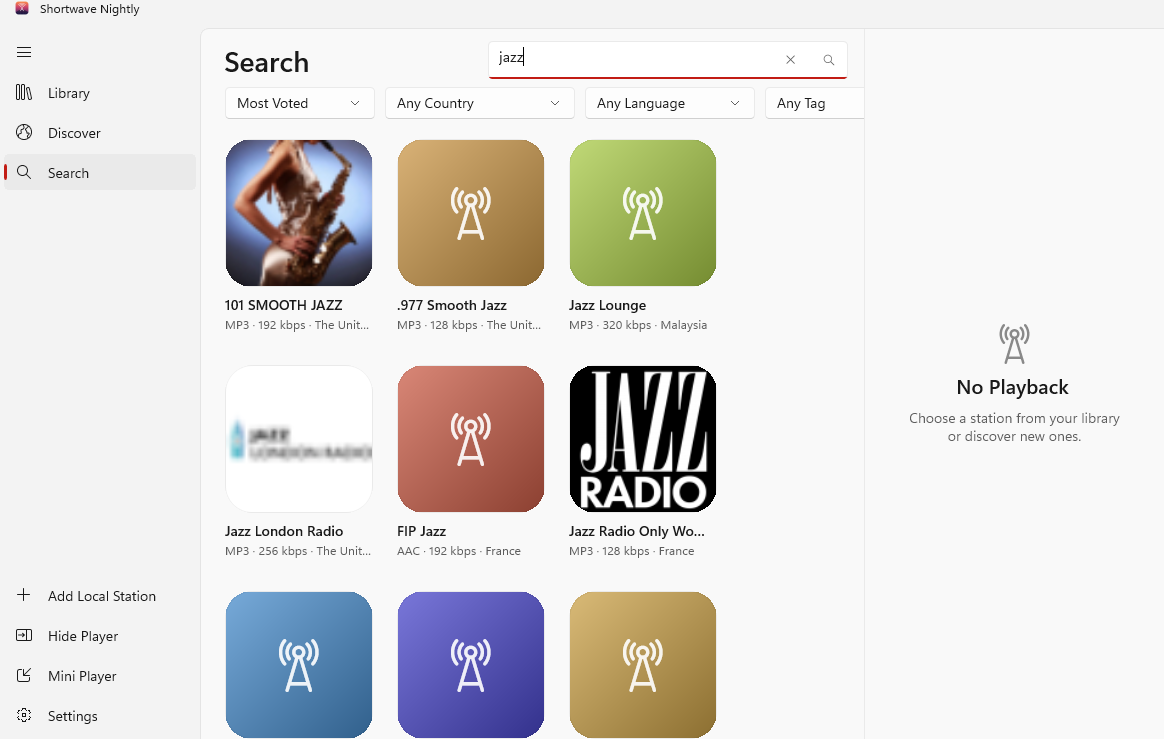 Shortwave Nightly
Library
Discover
Search
Add Local Station
Hide Player
Mini Player
Settings
Search
jazz
Most Voted
Any Country
Any Language
Any Tag
101 SMOOTH JAZZ
MP3 · 192 kbps · The Unit...
.977 Smooth Jazz
MP3 · 128 kbps · The Unit...
Jazz Lounge
MP3 · 320 kbps · Malaysia
JAZZ
LONDON RADIO
Jazz London Radio
MP3 · 256 kbps · The Unit...
FIP Jazz
AAC · 192 kbps · France
JAZZ
RADIO
Jazz Radio Only Wo...
MP3 · 128 kbps · France
No Playback
Choose a station from your library
or discover new ones.